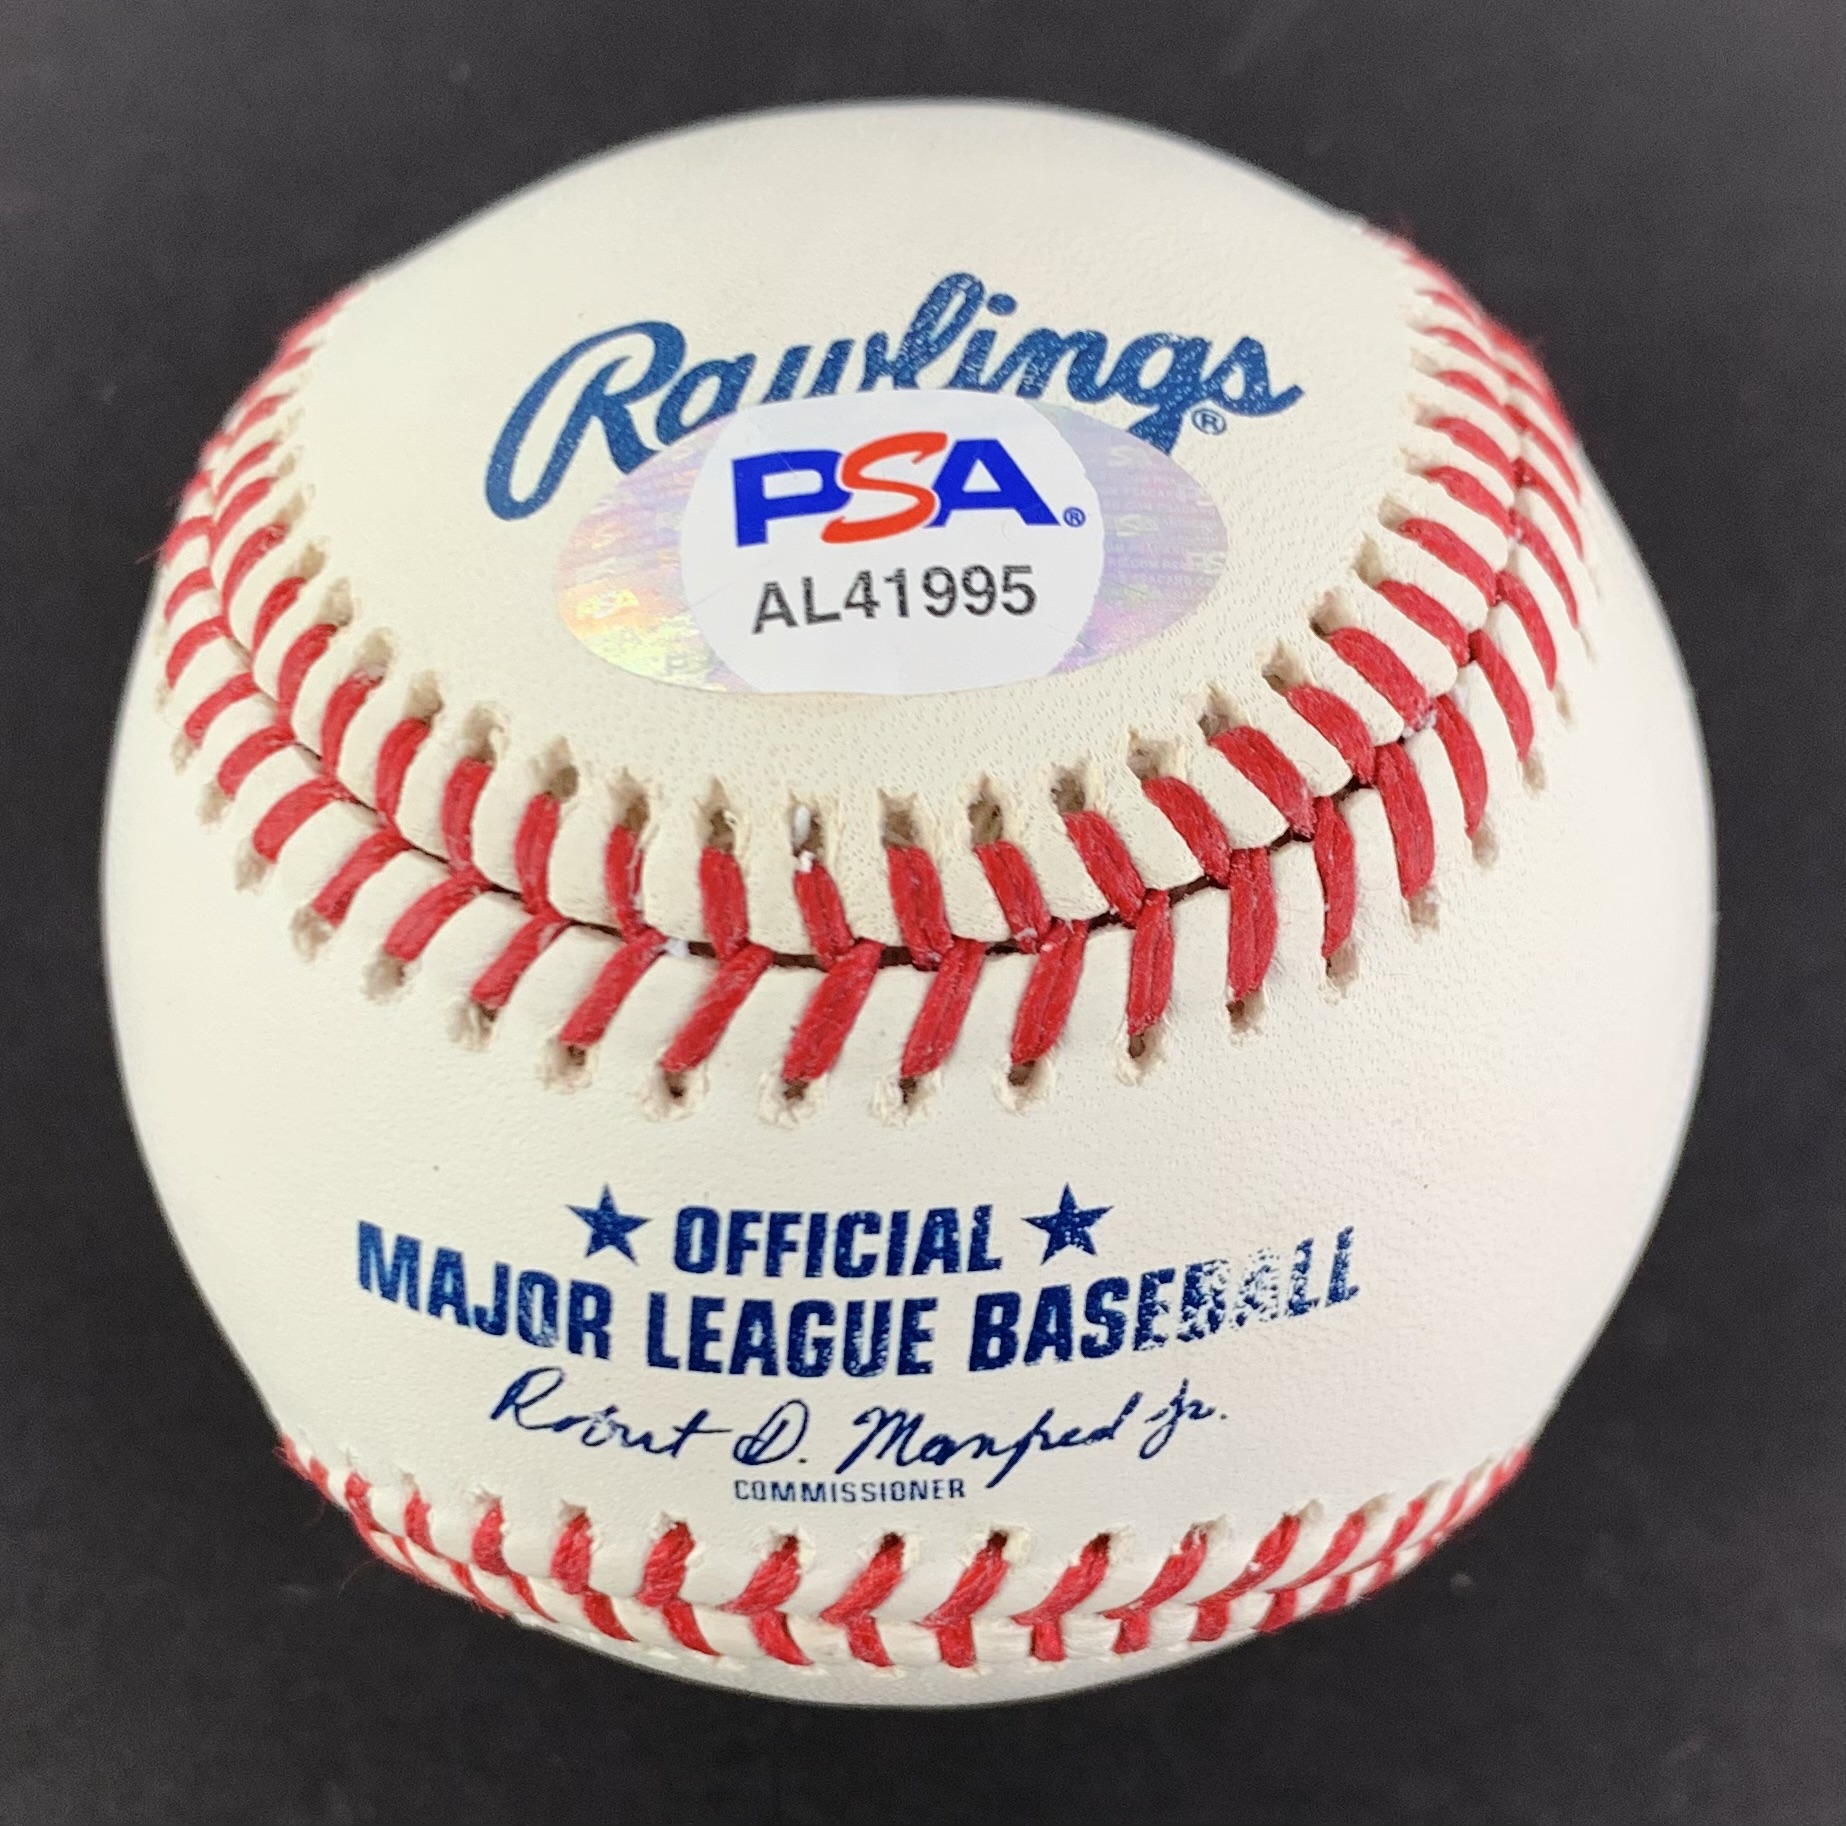 Rawlings®
PSA®
AL41995
★ OFFICIAL ★
MAJOR LEAGUE BASEBALL
Robert D. Manfred Jr.
COMMISSIONER